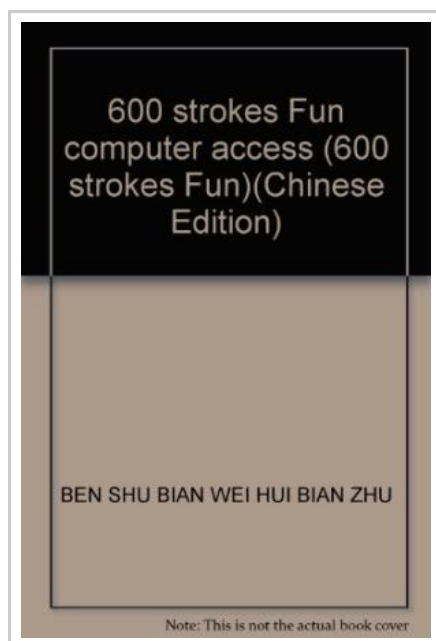 600 strokes Fun
computer access (600
strokes Fun)(Chinese
Edition)
BEN SHU BIAN WEI HUI BIAN ZHU
Note: This is not the actual book cover